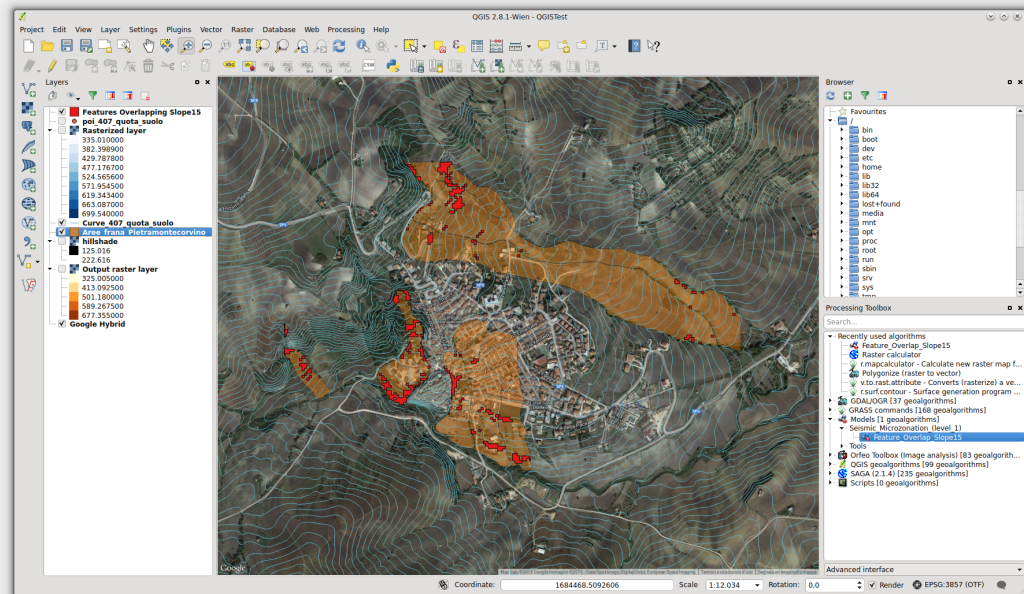 QGIS 2.8.1-Wien - QGISTest
Project Edit View Layer Settings Plugins Vector Raster Database Web Processing Help
Layers
Features Overlapping Slope15
poi_407_quota_suolo
Rasterized layer
335.010000
382.398900
429.787800
477.176700
524.565600
571.954500
619.343400
663.087000
699.540000
Curve_407_quota_suolo
Aree_frana_Pietramontecorvino
hillshade
125.016
222.616
Output raster layer
325.005000
413.092500
501.180000
589.267500
677.355000
Google Hybrid
Google
Browser
Favourites
/
bin
boot
dev
etc
home
lib
lib32
lib64
lost+found
media
mnt
opt
proc
root
run
sbin
srv
sys
tmp
Processing Toolbox
Search...
Recently used algorithms
Feature_Overlap_Slope15
Raster calculator
r.mapcalculator - Calculate new raster map f...
Polygonize (raster to vector)
v.to.rast.attribute - Converts (rasterize) a ve...
r.surf.contour - Surface generation program ...
GDAL/OGR [37 geoalgorithms]
GRASS commands [168 geoalgorithms]
Models [1 geoalgorithms]
Seismic_Microzonation_(level_1)
Feature_Overlap_Slope15
Tools
Orfeo Toolbox (Image analysis) [83 geoalgorith...
QGIS geoalgorithms [99 geoalgorithms]
SAGA (2.1.4) [235 geoalgorithms]
Scripts [0 geoalgorithms]
Advanced interface
Coordinate: 1684468,5092606 Scale 1:12.034 Rotation: 0,0 Render EPSG:3857 (OTF)